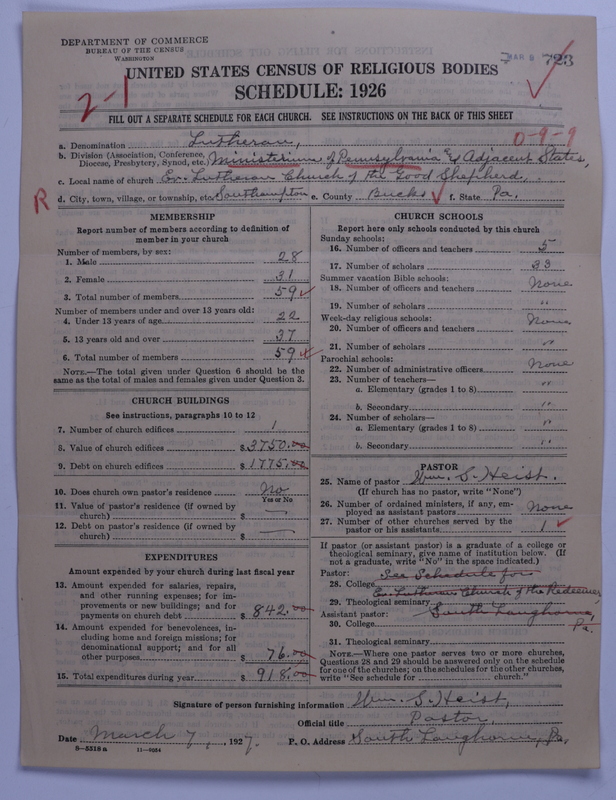 DEPARTMENT OF COMMERCE
BUREAU OF THE CENSUS
WASHINGTON
MAR 9 723
UNITED STATES CENSUS OF RELIGIOUS BODIES
SCHEDULE: 1926
2-1
FILL OUT A SEPARATE SCHEDULE FOR EACH CHURCH. SEE INSTRUCTIONS ON THE BACK OF THIS SHEET
0-9-9
a. Denomination Lutheran,
b. Division (Association, Conference, Diocese, Presbytery, Synod, etc.) Ministerium of Pennsylvania & Adjacent States,
c. Local name of church Ev. Lutheran Church of the Good Shepherd,
R d. City, town, village, or township, etc. Southampton e. County Bucks f. State Pa.
MEMBERSHIP
Report number of members according to definition of
member in your church
Number of members, by sex:
1. Male 28
2. Female 31
3. Total number of members 59
Number of members under and over 13 years old:
4. Under 13 years of age 22
5. 13 years old and over 37
6. Total number of members 59
NOTE.—The total given under Question 6 should be
same as the total of males and females given under Question 3.
CHURCH BUILDINGS
See instructions, paragraphs 10 to 12
7. Number of church edifices 1
8. Value of church edifices $3750.00
9. Debt on church edifices $1775.00
10. Does church own pastor's residence No
Yes or No
11. Value of pastor's residence (if owned by
church) $ —
12. Debt on pastor's residence (if owned by
church) $ —
EXPENDITURES
Amount expended by your church during last fiscal year
13. Amount expended for salaries, repairs,
and other running expenses; for im-
provements or new buildings; and for
payments on church debt $ 842.00
14. Amount expended for benevolences, in-
cluding home and foreign missions; for
denominational support; and for all
other purposes $ 76.00
15. Total expenditures during year $ 918.00
CHURCH SCHOOLS
Report here only schools conducted by this church
Sunday schools:
16. Number of officers and teachers 5
17. Number of scholars 33
Summer vacation Bible schools:
18. Number of officers and teachers None
19. Number of scholars "
Week-day religious schools:
20. Number of officers and teachers None
21. Number of scholars "
Parochial schools:
22. Number of administrative officers None
23. Number of teachers—
a. Elementary (grades 1 to 8) "
b. Secondary "
24. Number of scholars—
a. Elementary (grades 1 to 8) "
b. Secondary "
PASTOR
25. Name of pastor Wm. S. Heist.
(If church has no pastor, write "None")
26. Number of ordained ministers, if any, em-
ployed as assistant pastors None
27. Number of other churches served by the
pastor or his assistants 1
If pastor (or assistant pastor) is a graduate of a college or
theological seminary, give name of institution below. (If
not a graduate, write "No" in the space indicated.)
Pastor: See Schedule for
28. College
Ev. Lutheran Church of the Redeemer,
29. Theological seminary
Assistant pastor: South Langhorne,
30. College Pa.
31. Theological seminary
NOTE.—Where one pastor serves two or more churches,
Questions 28 and 29 should be answered only on the schedule
for one of the churches; on the schedules for the other churches,
write "See schedule for church."
Signature of person furnishing information Wm. S. Heist,
Official title Pastor,
Date March 7, 1927. P. O. Address South Langhorne, Pa,
8—5518 a 11—9224